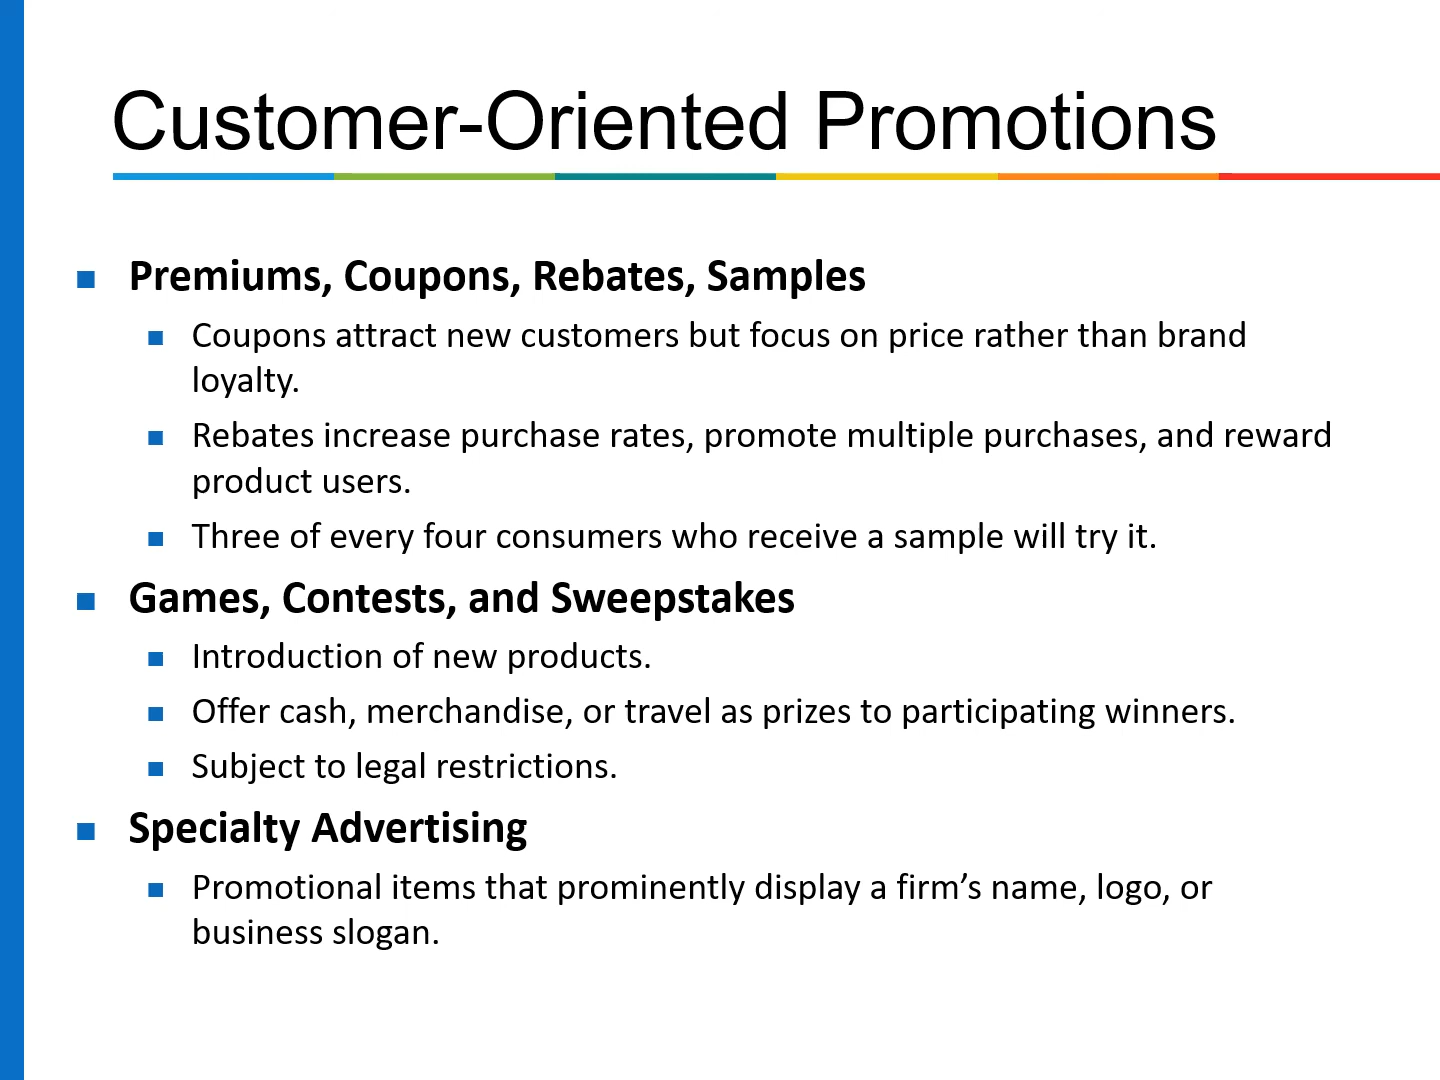 Customer-Oriented Promotions
Premiums, Coupons, Rebates, Samples
Coupons attract new customers but focus on price rather than brand
loyalty.
Rebates increase purchase rates, promote multiple purchases, and reward
product users.
Three of every four consumers who receive a sample will try it.
Games, Contests, and Sweepstakes
Introduction of new products.
Offer cash, merchandise, or travel as prizes to participating winners.
Subject to legal restrictions.
Specialty Advertising
Promotional items that prominently display a firm’s name, logo, or
business slogan.